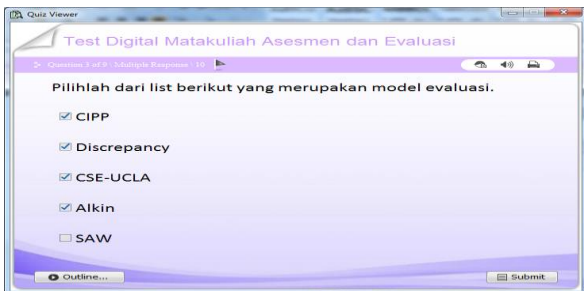 Quiz Viewer
Test Digital Matakuliah Asesmen dan Evaluasi
Question 3 of 9 \ Multiple Response \ 10
Pilihlah dari list berikut yang merupakan model evaluasi.
CIPP
Discrepancy
CSE-UCLA
Alkin
SAW
Outline...
Submit